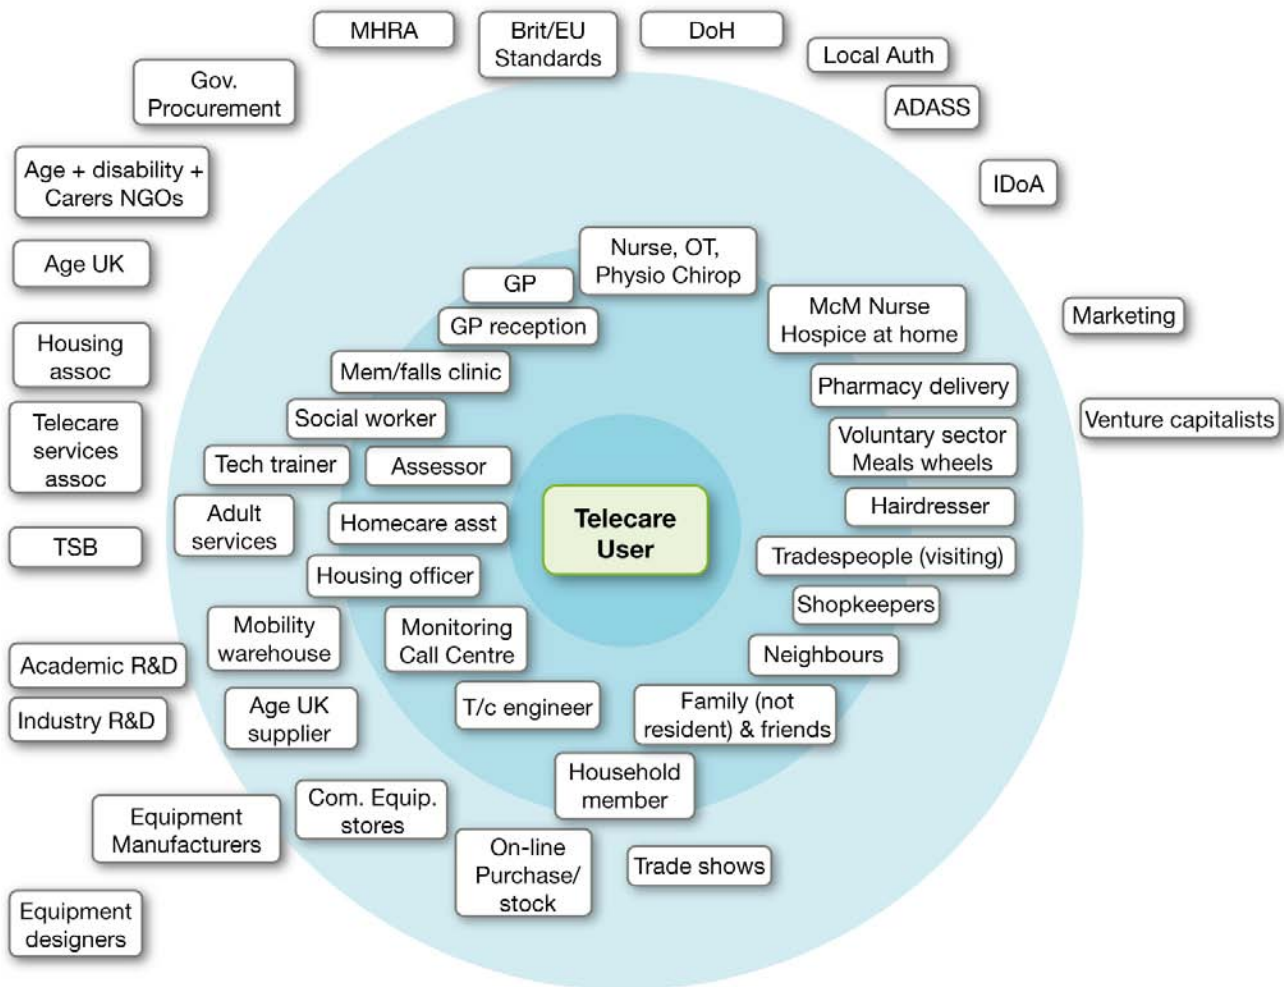 MHRA
Brit/EU
Standards
DoH
Local Auth
Gov.
Procurement
ADASS
Age + disability +
Carers NGOs
IDoA
Age UK
Nurse, OT,
Physio Chirop
GP
GP reception
McM Nurse
Hospice at home
Marketing
Housing
assoc
Mem/falls clinic
Pharmacy delivery
Social worker
Venture capitalists
Telecare
services
assoc
Voluntary sector
Meals wheels
Tech trainer
Assessor
Hairdresser
Adult
services
Homecare asst
Telecare
User
TSB
Tradespeople (visiting)
Housing officer
Shopkeepers
Mobility
warehouse
Monitoring
Call Centre
Neighbours
Academic R&D
Industry R&D
Age UK
supplier
T/c engineer
Family (not
resident) & friends
Household
member
Com. Equip.
stores
Equipment
Manufacturers
On-line
Purchase/
stock
Trade shows
Equipment
designers